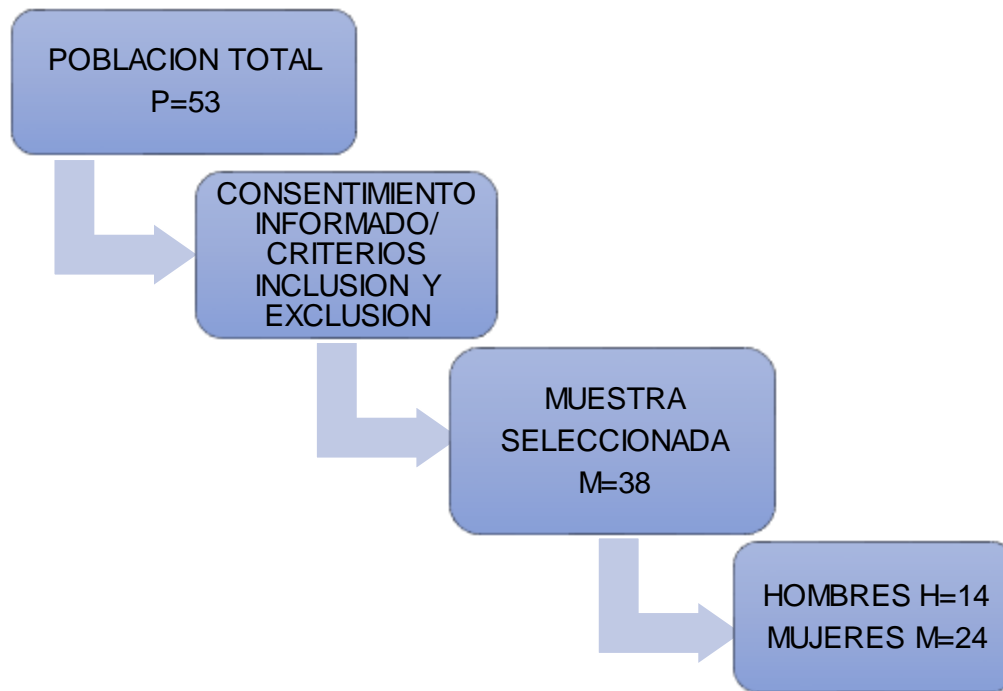 POBLACION TOTAL
P=53
CONSENTIMIENTO
INFORMADO/
CRITERIOS
INCLUSION Y
EXCLUSION
MUESTRA
SELECCIONADA
M=38
HOMBRES H=14
MUJERES M=24